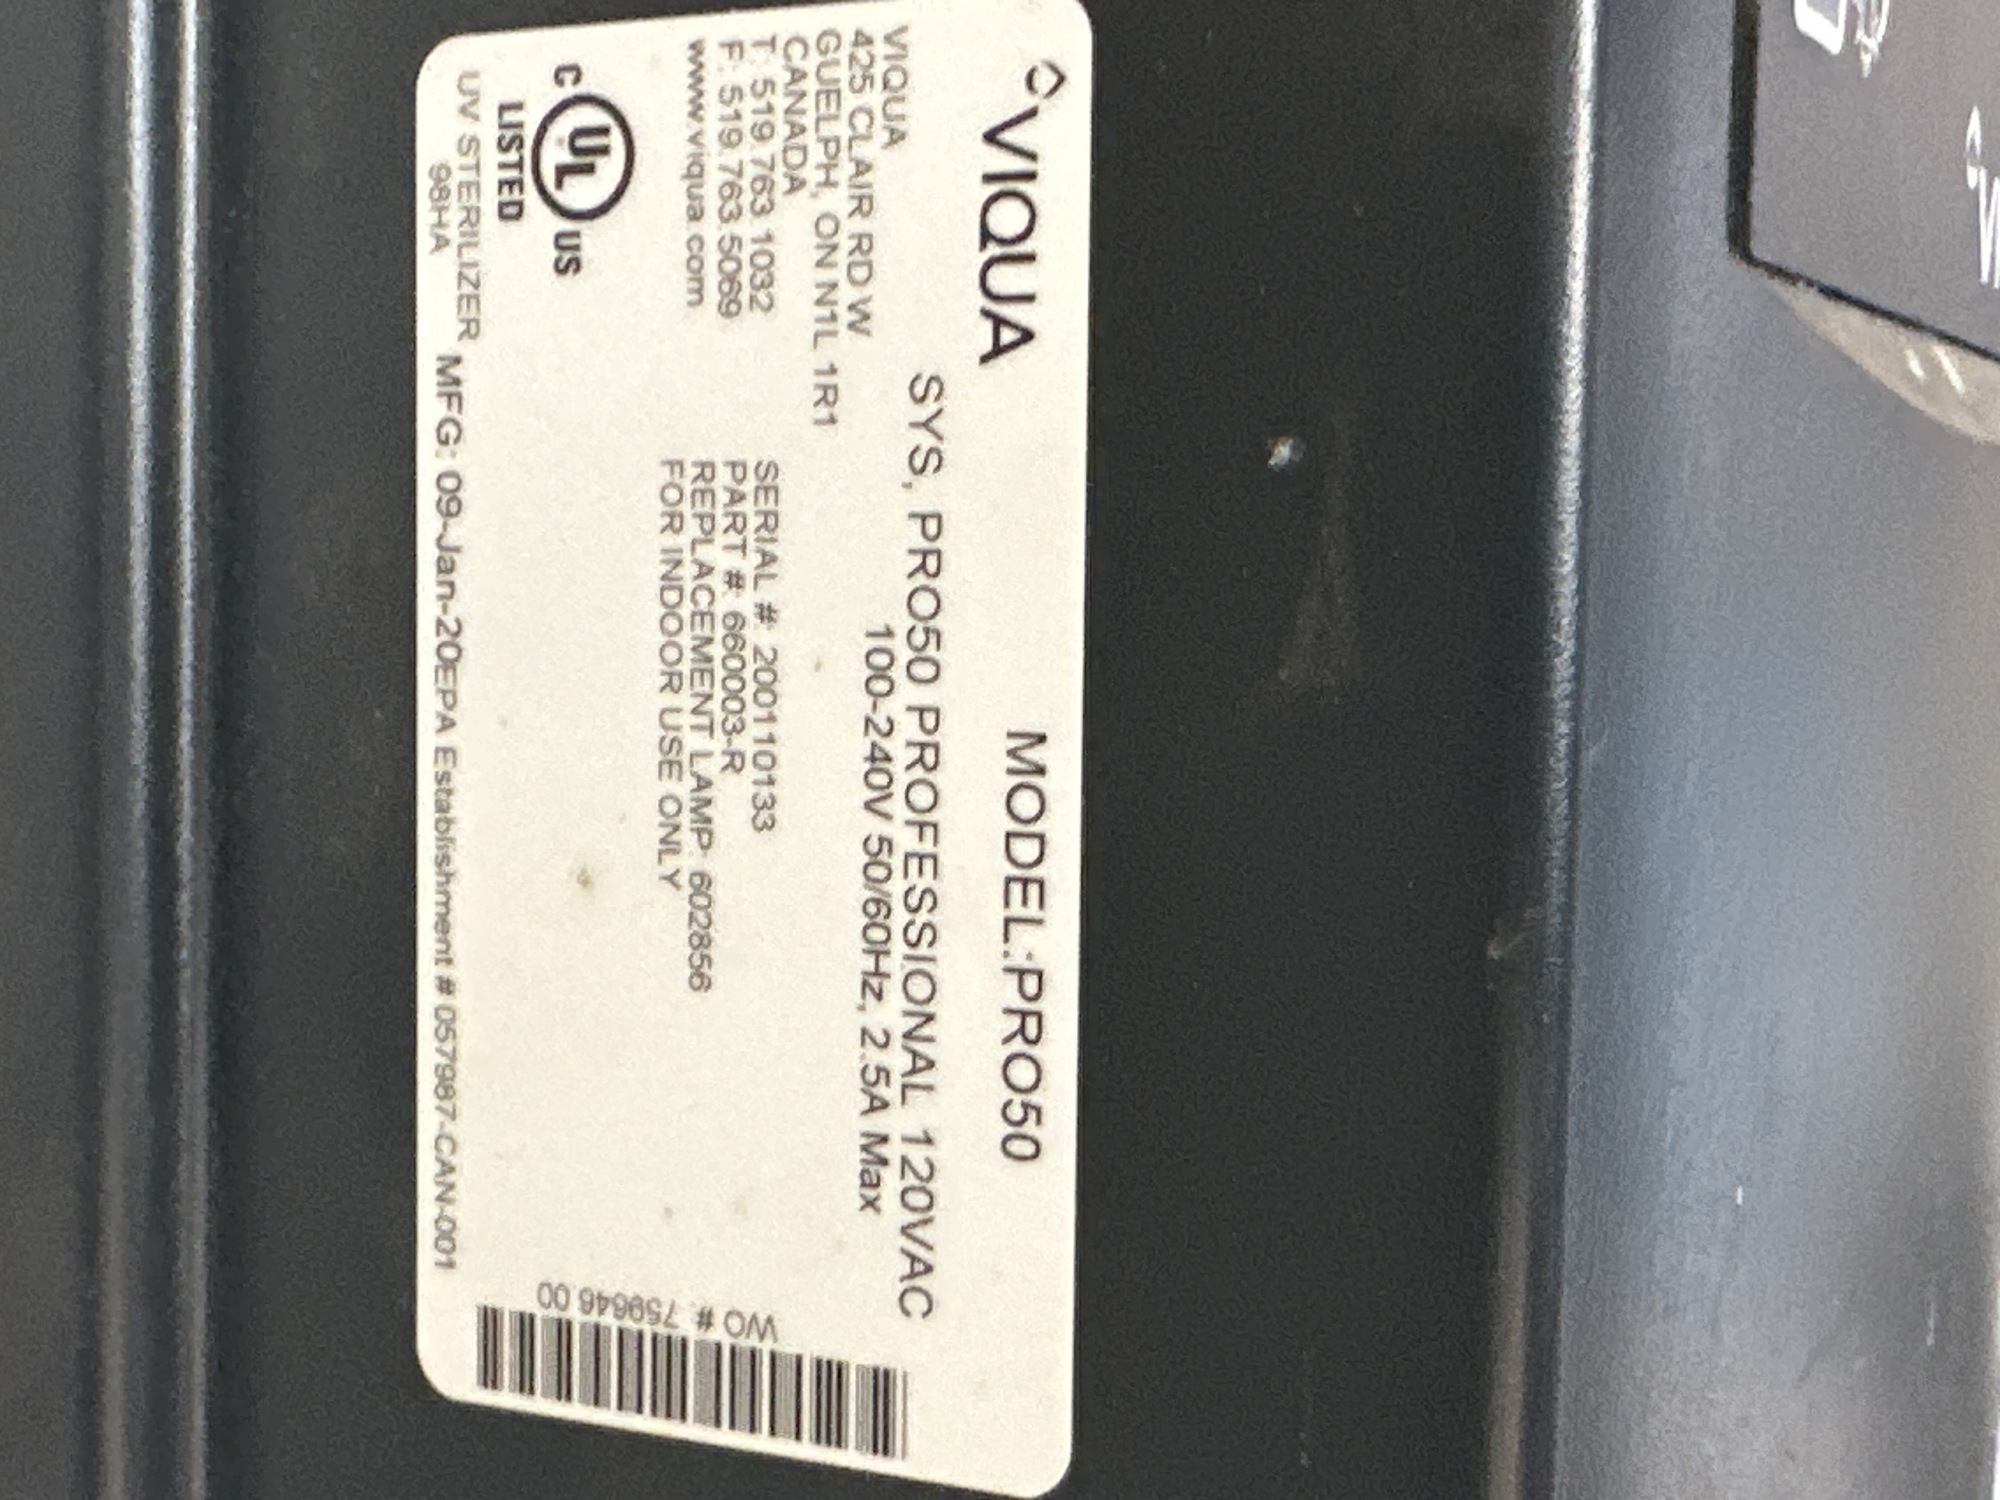 VIQUA
MODEL:PRO50
SYS, PRO50 PROFESSIONAL 120VAC
100-240V 50/60Hz, 2.5A Max
VIQUA
425 CLAIR RD W
GUELPH, ON N1L 1R1
CANADA
T: 519.763.1032
F: 519.763.5069
www.viqua.com
SERIAL #: 200110133
PART #: 660003-R
REPLACEMENT LAMP: 602856
FOR INDOOR USE ONLY
C UL US
LISTED
UV STERILIZER
98HA
MFG: 09-Jan-20
EPA Establishment # 057987-CAN-001
WO #: 759646.00